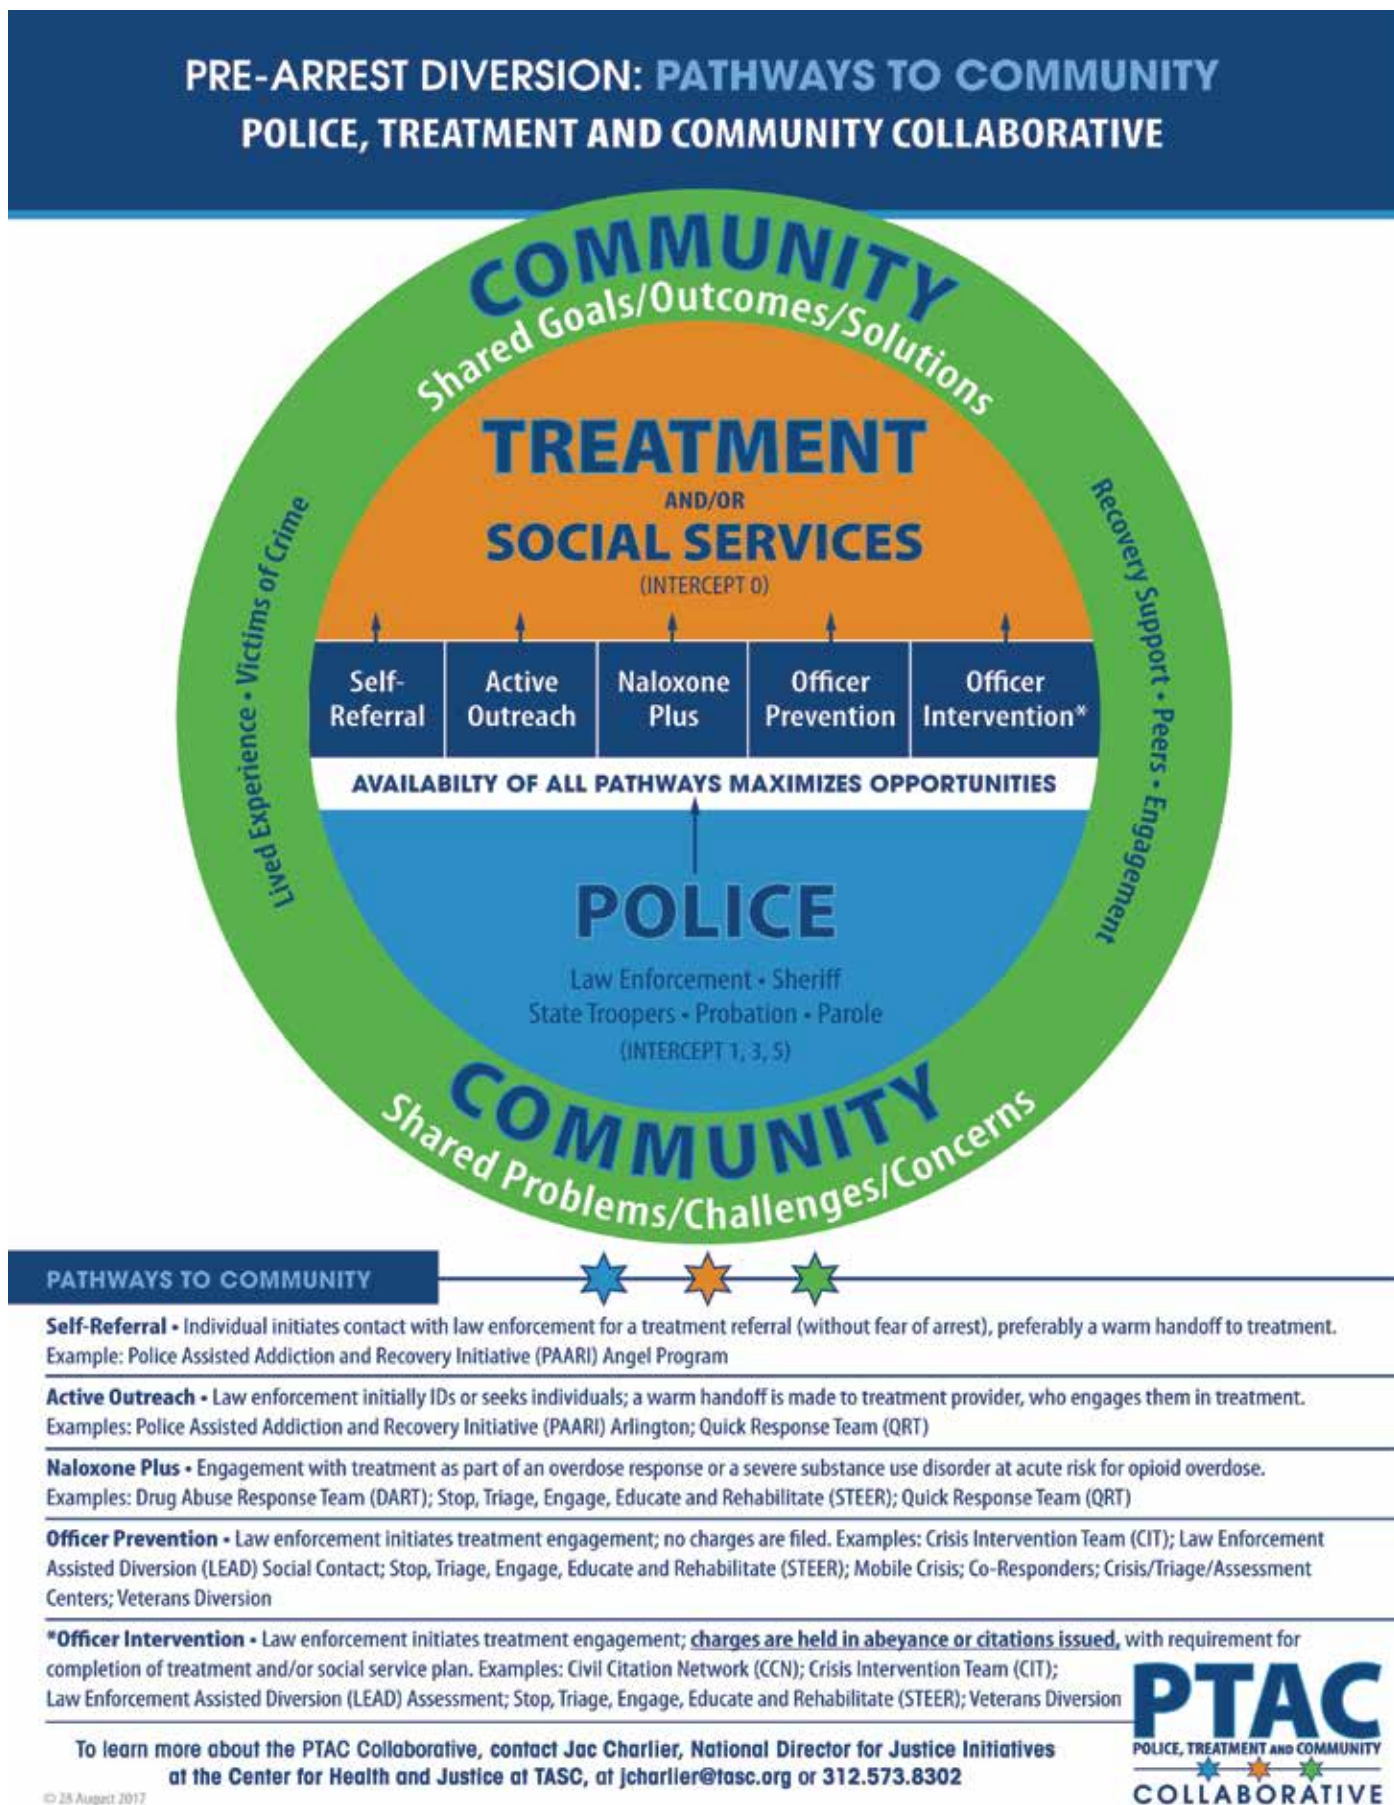 PRE-ARREST DIVERSION: PATHWAYS TO COMMUNITY
POLICE, TREATMENT AND COMMUNITY COLLABORATIVE
COMMUNITY
Shared Goals/Outcomes/Solutions
TREATMENT
AND/OR
SOCIAL SERVICES
(INTERCEPT 0)
Lived Experience • Victims of Crime
Recovery Support • Peers • Engagement
Self-
Referral
Active
Outreach
Naloxone
Plus
Officer
Prevention
Officer
Intervention*
AVAILABILTY OF ALL PATHWAYS MAXIMIZES OPPORTUNITIES
POLICE
Law Enforcement • Sheriff
State Troopers • Probation • Parole
(INTERCEPT 1, 3, 5)
COMMUNITY
Shared Problems/Challenges/Concerns
PATHWAYS TO COMMUNITY
Self-Referral • Individual initiates contact with law enforcement for a treatment referral (without fear of arrest), preferably a warm handoff to treatment.
Example: Police Assisted Addiction and Recovery Initiative (PAARI) Angel Program
Active Outreach • Law enforcement initially IDs or seeks individuals; a warm handoff is made to treatment provider, who engages them in treatment.
Examples: Police Assisted Addiction and Recovery Initiative (PAARI) Arlington; Quick Response Team (QRT)
Naloxone Plus • Engagement with treatment as part of an overdose response or a severe substance use disorder at acute risk for opioid overdose.
Examples: Drug Abuse Response Team (DART); Stop, Triage, Engage, Educate and Rehabilitate (STEER); Quick Response Team (QRT)
Officer Prevention • Law enforcement initiates treatment engagement; no charges are filed. Examples: Crisis Intervention Team (CIT); Law Enforcement
Assisted Diversion (LEAD) Social Contact; Stop, Triage, Engage, Educate and Rehabilitate (STEER); Mobile Crisis; Co-Responders; Crisis/Triage/Assessment
Centers; Veterans Diversion
*Officer Intervention • Law enforcement initiates treatment engagement; charges are held in abeyance or citations issued, with requirement for
completion of treatment and/or social service plan. Examples: Civil Citation Network (CCN); Crisis Intervention Team (CIT);
Law Enforcement Assisted Diversion (LEAD) Assessment; Stop, Triage, Engage, Educate and Rehabilitate (STEER); Veterans Diversion
To learn more about the PTAC Collaborative, contact Jac Charlier, National Director for Justice Initiatives
at the Center for Health and Justice at TASC, at jcharlier@tasc.org or 312.573.8302
© 28 August 2017
PTAC
POLICE, TREATMENT AND COMMUNITY
COLLABORATIVE